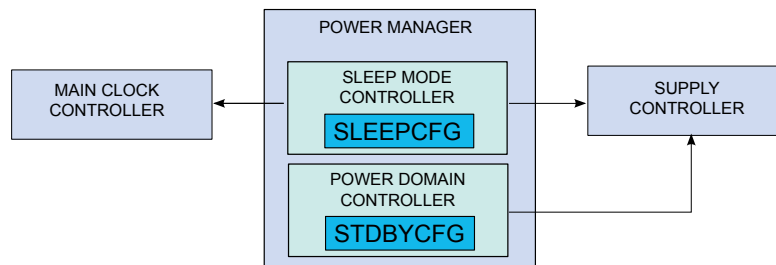 POWER MANAGER
MAIN CLOCK
CONTROLLER
SLEEP MODE
CONTROLLER
SLEEPCFG
SUPPLY
CONTROLLER
POWER DOMAIN
CONTROLLER
STDBYCFG